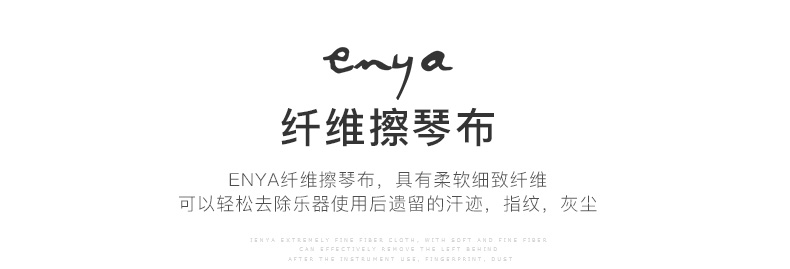 enya
纤维擦琴布
ENYA纤维擦琴布，具有柔软细致纤维
可以轻松去除乐器使用后遗留的汗迹，指纹，灰尘
JENYA EXTREMELY FINE FIBER CLOTH, WITH SOFT AND FINE FIBER
CAN EFFECTIVELY REMOVE THE LEFT BEHIND
AFTER THE INSTRUMENT USE, FINGERPRINT, DUST